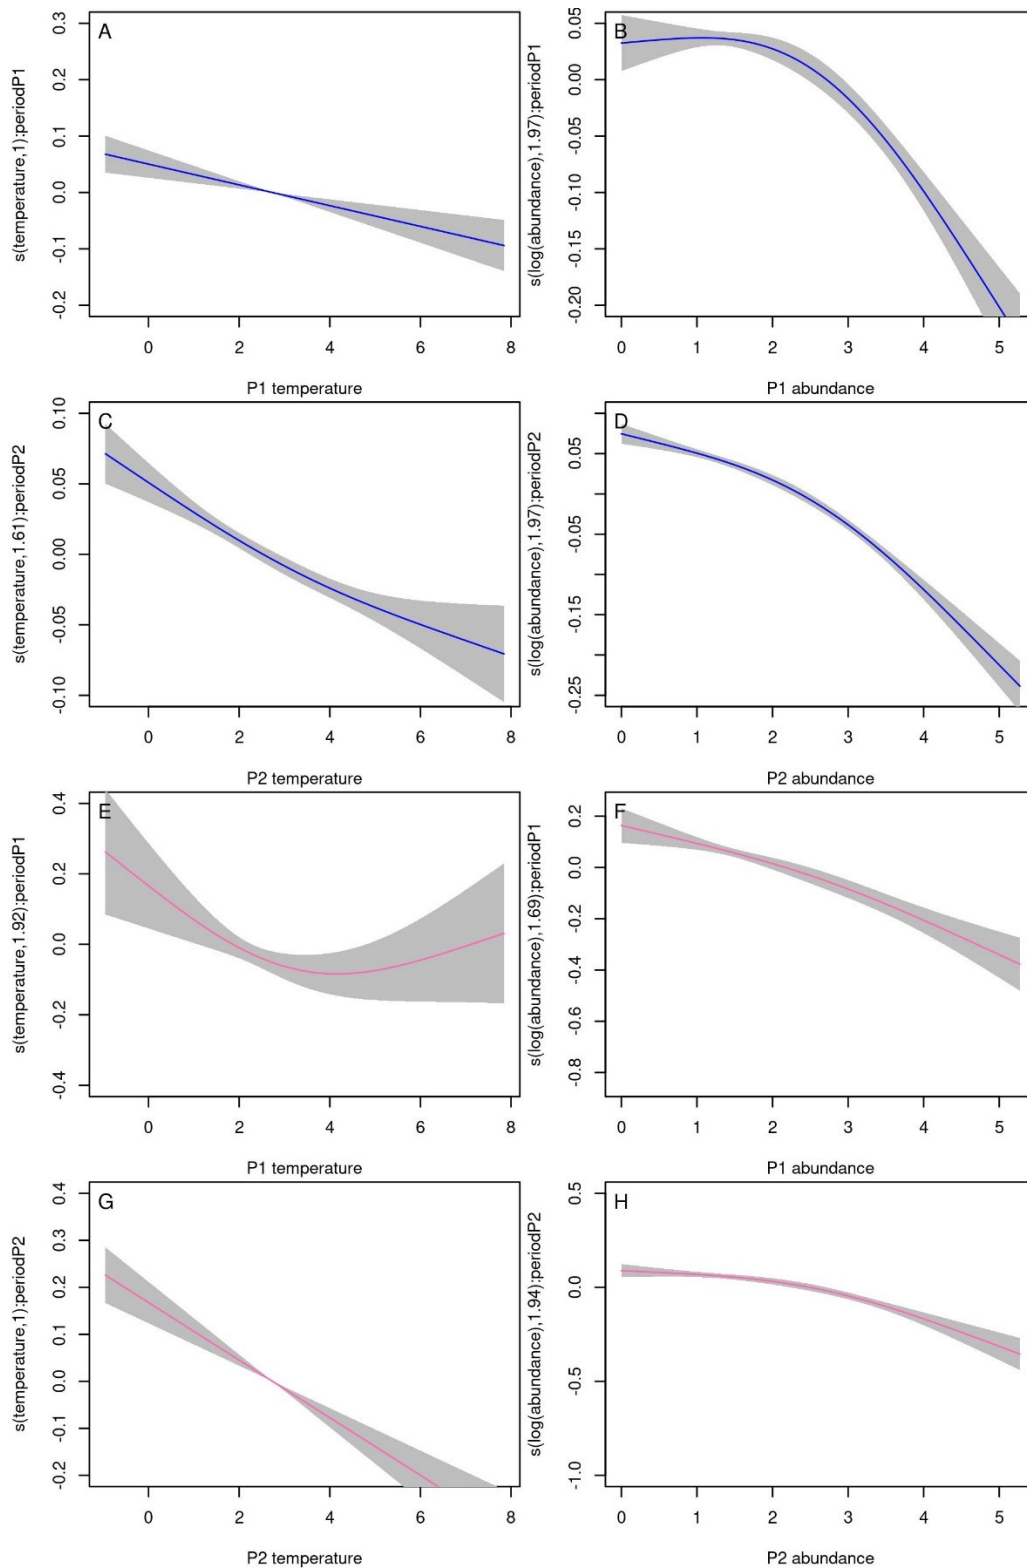 A
s(temperature,1):periodP1
0.3
0.2
0.1
0.0
-0.1
-0.2
0 2 4 6 8
P1 temperature
B
s(log(abundance),1.97):periodP1
0.05
0.00
-0.05
-0.10
-0.15
-0.20
0 1 2 3 4 5
P1 abundance
C
s(temperature,1.61):periodP2
0.10
0.05
0.00
-0.05
-0.10
0 2 4 6 8
P2 temperature
D
s(log(abundance),1.97):periodP2
0.05
-0.05
-0.15
-0.25
0 1 2 3 4 5
P2 abundance
E
s(temperature,1.92):periodP1
0.4
0.2
0.0
-0.2
-0.4
0 2 4 6 8
P1 temperature
F
s(log(abundance),1.69):periodP1
0.2
0.0
-0.2
-0.4
-0.6
-0.8
0 1 2 3 4 5
P1 abundance
G
s(temperature,1):periodP2
0.4
0.3
0.2
0.1
0.0
-0.1
-0.2
0 2 4 6 8
P2 temperature
H
s(log(abundance),1.94):periodP2
0.5
0.0
-0.5
-1.0
0 1 2 3 4 5
P2 abundance